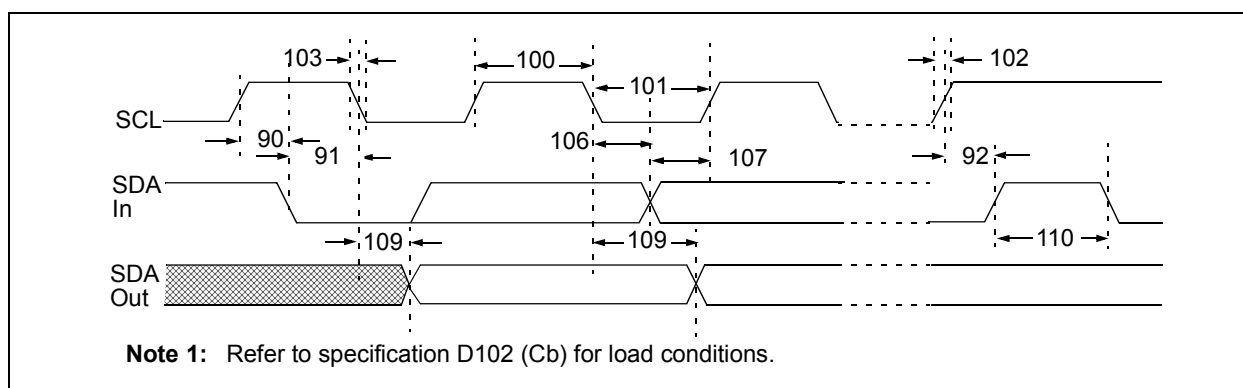 103
100
101
102
SCL
90
91
106
107
92
SDA
In
109
109
110
SDA
Out
Note 1: Refer to specification D102 (Cb) for load conditions.